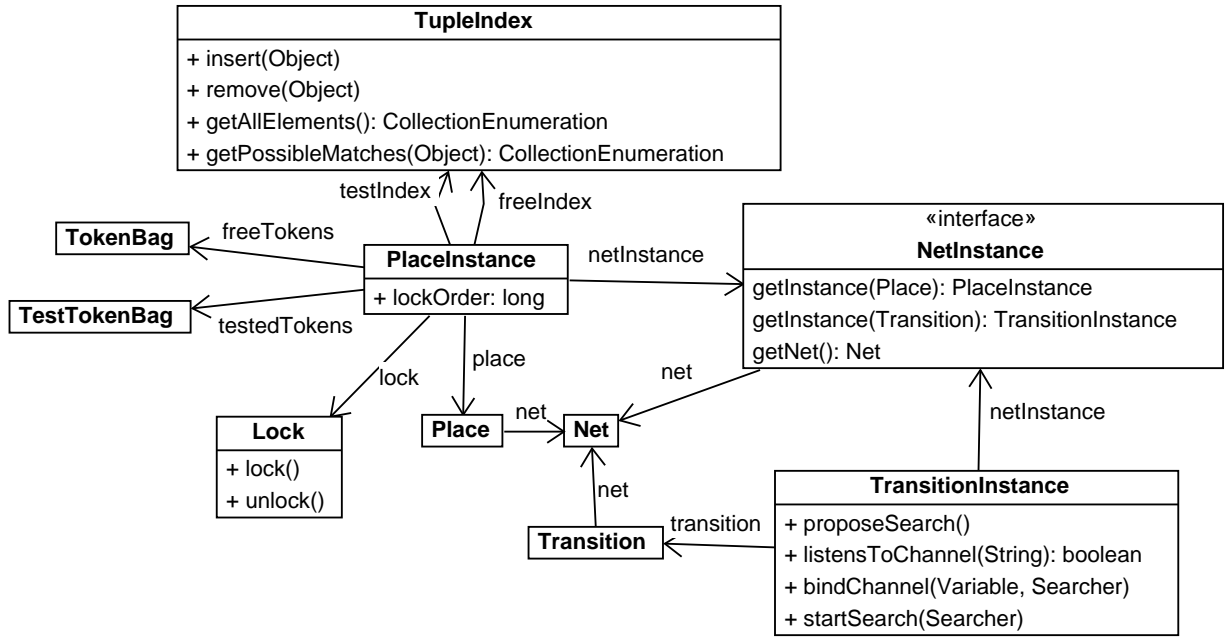 TupleIndex
+ insert(Object)
+ remove(Object)
+ getAllElements(): CollectionEnumeration
+ getPossibleMatches(Object): CollectionEnumeration
testIndex
freeIndex
TokenBag
freeTokens
PlaceInstance
+ lockOrder: long
netInstance
«interface»
NetInstance
getInstance(Place): PlaceInstance
getInstance(Transition): TransitionInstance
getNet(): Net
TestTokenBag
testedTokens
lock
place
net
netInstance
Lock
+ lock()
+ unlock()
Place
net
Net
net
Transition
transition
TransitionInstance
+ proposeSearch()
+ listensToChannel(String): boolean
+ bindChannel(Variable, Searcher)
+ startSearch(Searcher)